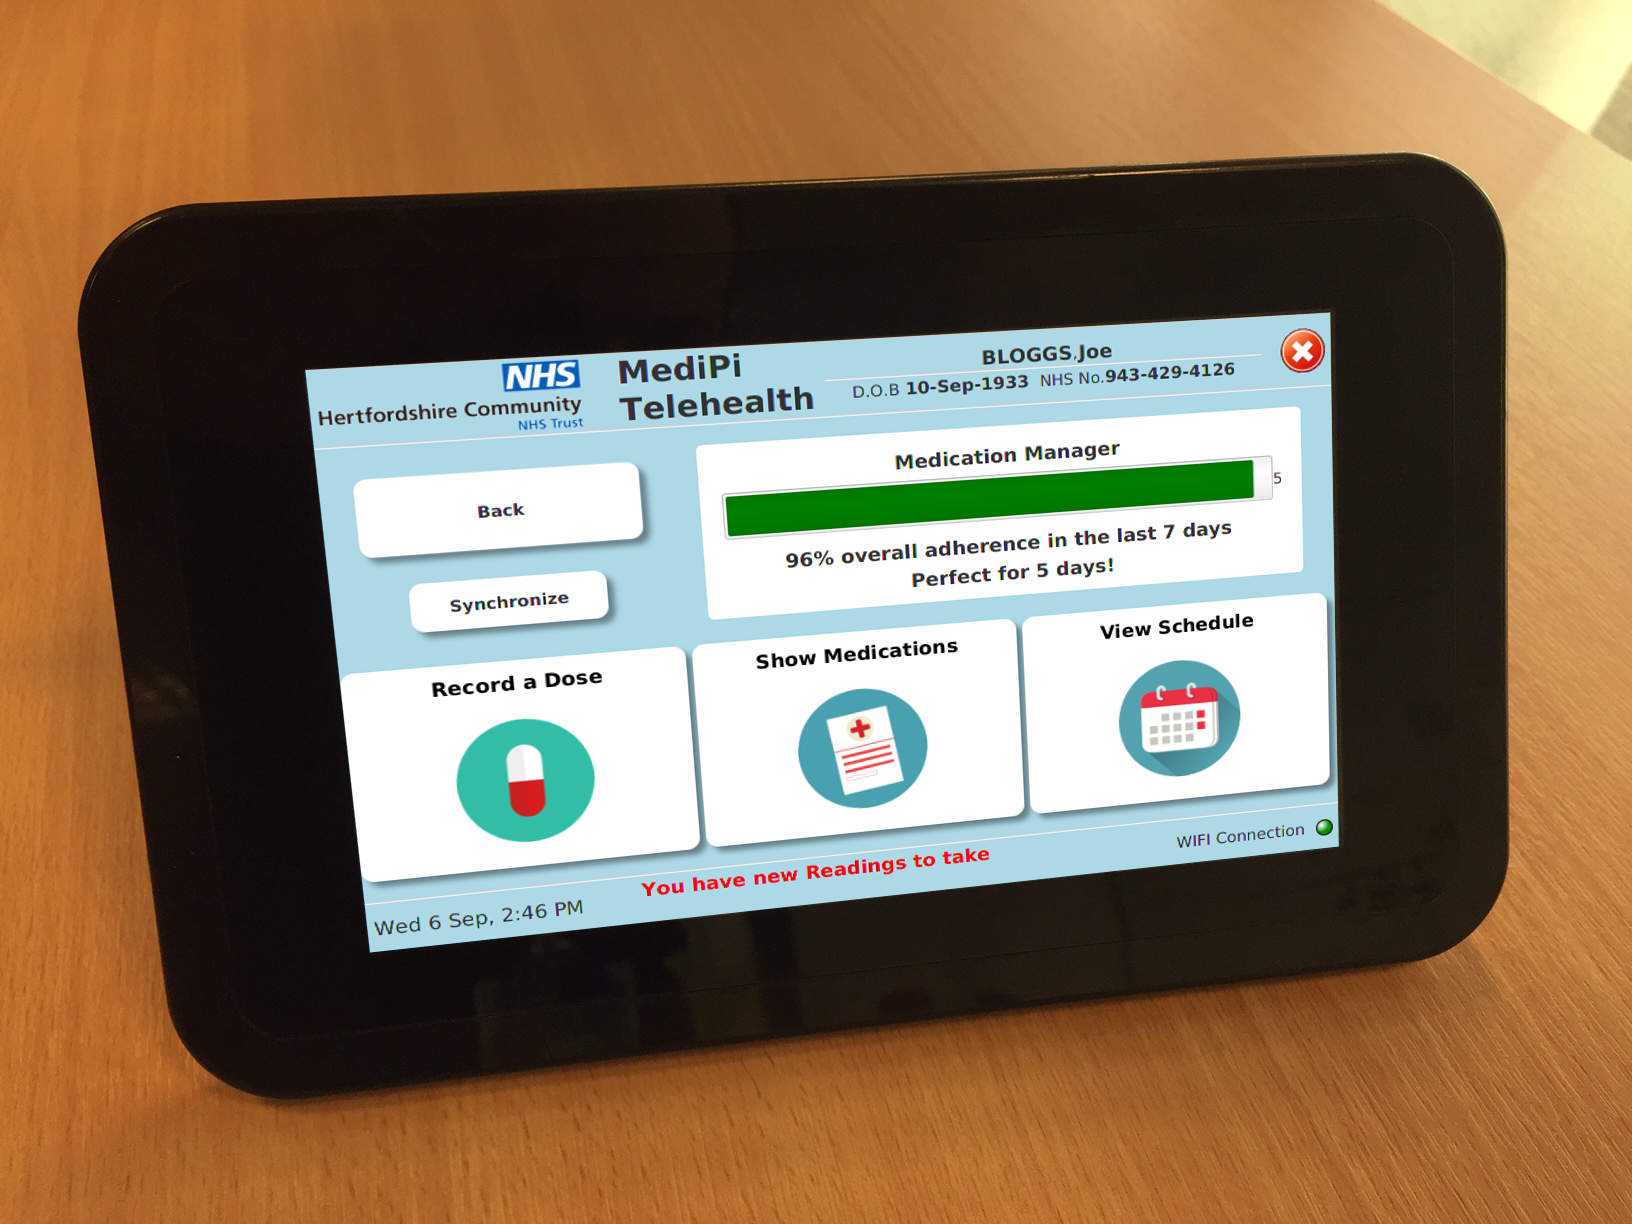 NHS
Hertfordshire Community
NHS Trust
MediPi
Telehealth
BLOGGS,Joe
D.O.B 10-Sep-1933 NHS No.943-429-4126
Back
Synchronize
Medication Manager
5
96% overall adherence in the last 7 days
Perfect for 5 days!
Record a Dose
Show Medications
View Schedule
You have new Readings to take
WIFI Connection
Wed 6 Sep, 2:46 PM